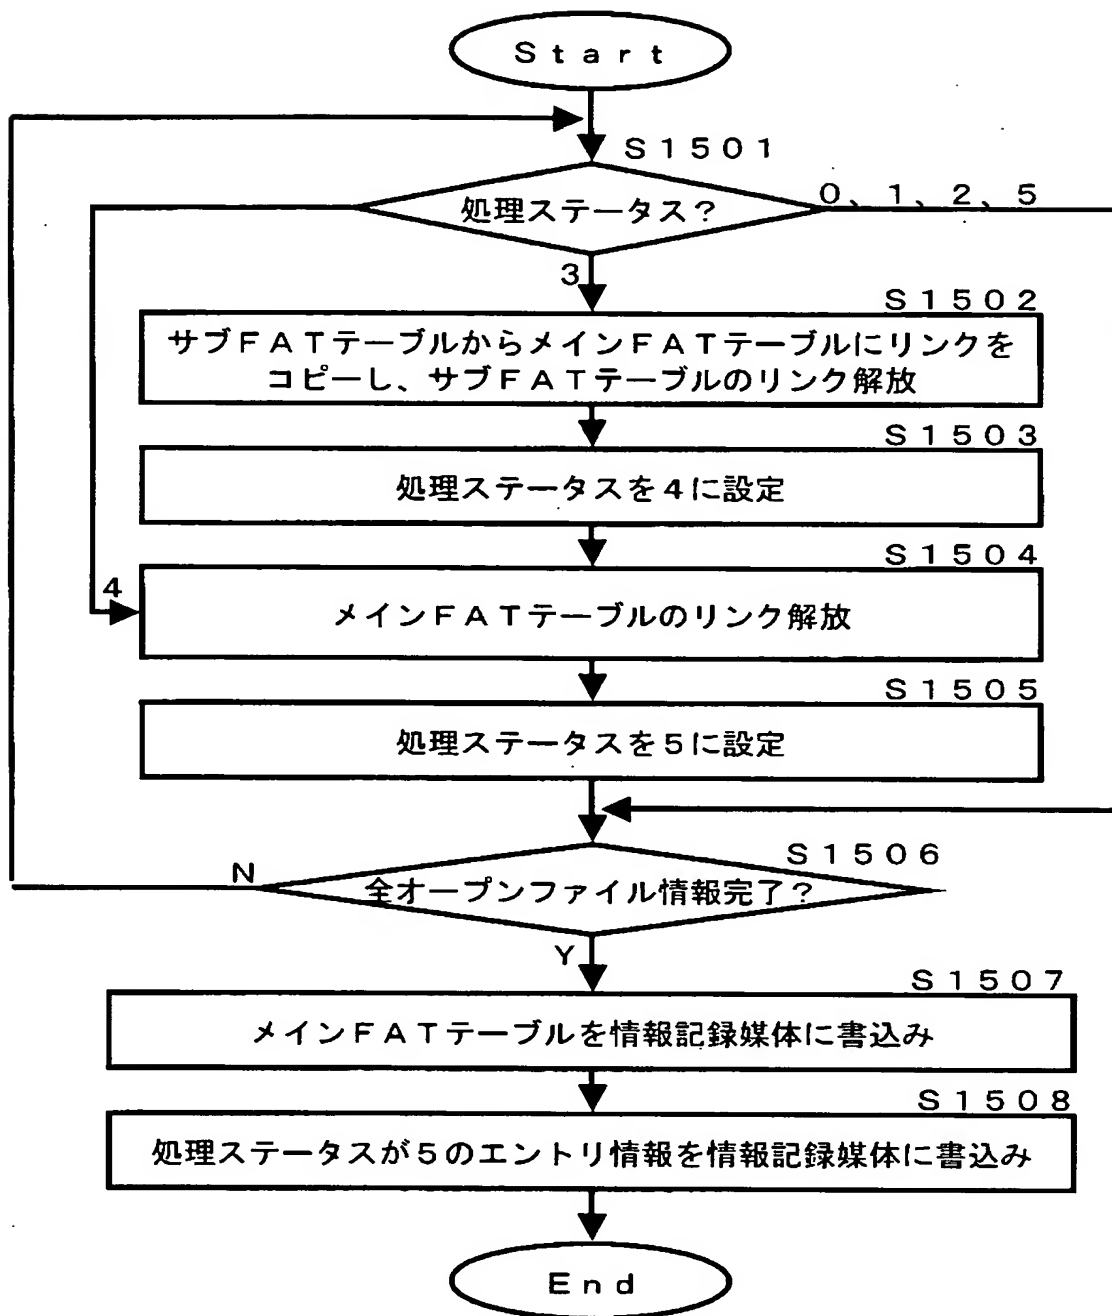 Ｓｔａｒｔ
Ｓ１５０１
処理ステータス？
０、１、２、５
３
Ｓ１５０２
サブＦＡＴテーブルからメインＦＡＴテーブルにリンクを
コピーし、サブＦＡＴテーブルのリンク解放
Ｓ１５０３
処理ステータスを４に設定
Ｓ１５０４
４
メインＦＡＴテーブルのリンク解放
Ｓ１５０５
処理ステータスを５に設定
Ｓ１５０６
Ｎ
全オープンファイル情報完了？
Ｙ
Ｓ１５０７
メインＦＡＴテーブルを情報記録媒体に書込み
Ｓ１５０８
処理ステータスが５のエントリ情報を情報記録媒体に書込み
Ｅｎｄ